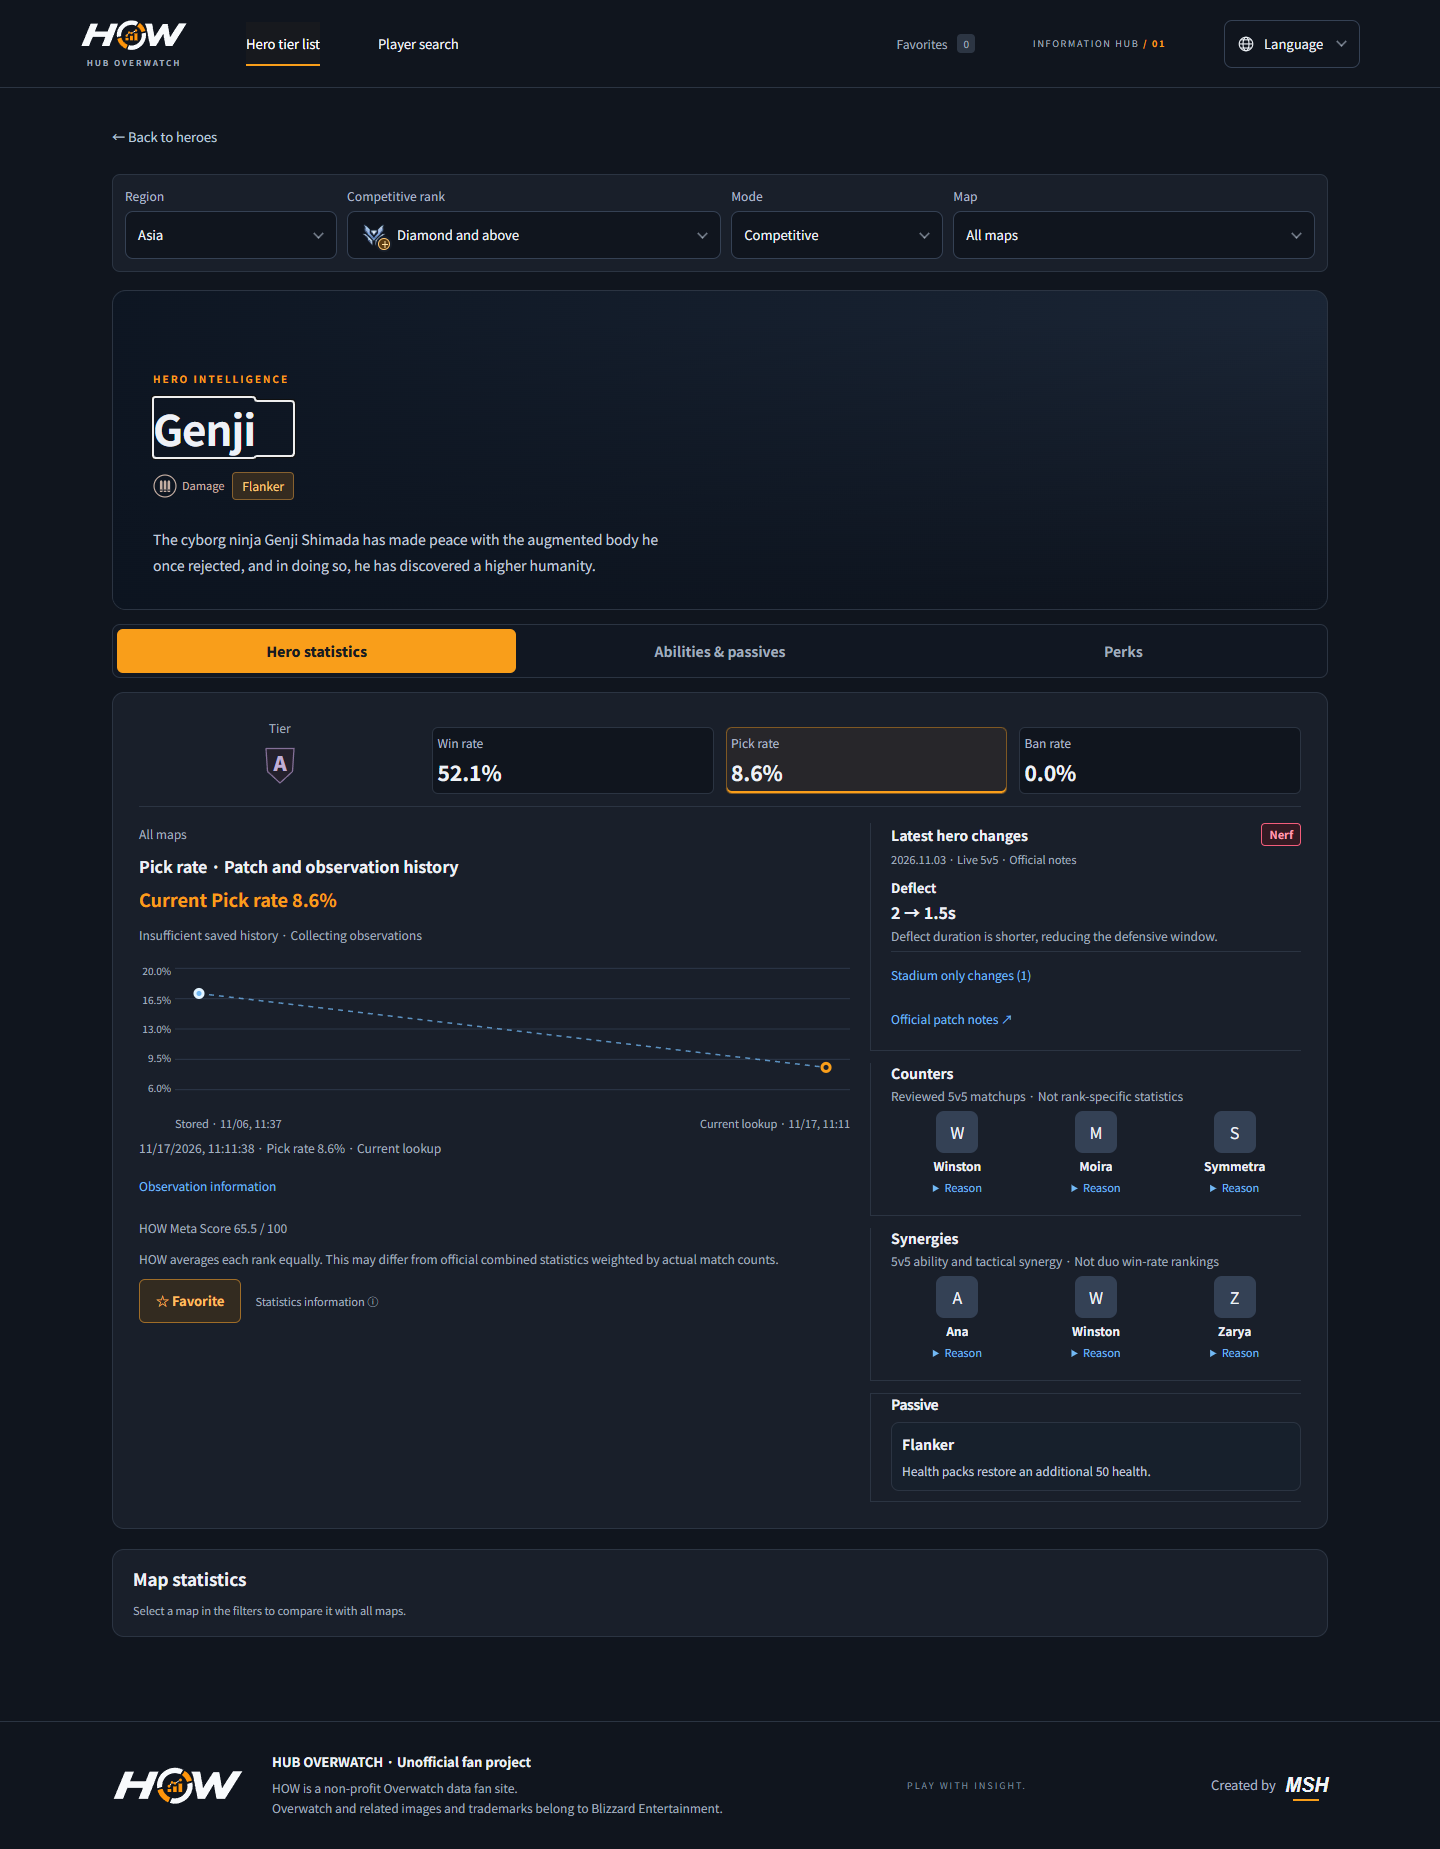 HOW
HUB OVERWATCH
Hero tier list
Player search
Favorites 0
INFORMATION HUB / 01
Language
← Back to heroes
Region
Competitive rank
Mode
Map
Asia
Diamond and above
Competitive
All maps
HERO INTELLIGENCE
Genji
Damage
Flanker
The cyborg ninja Genji Shimada has made peace with the augmented body he
once rejected, and in doing so, he has discovered a higher humanity.
Hero statistics
Abilities & passives
Perks
Tier
A
Win rate
52.1%
Pick rate
8.6%
Ban rate
0.0%
All maps
Pick rate · Patch and observation history
Current Pick rate 8.6%
Insufficient saved history · Collecting observations
20.0%
16.5%
13.0%
9.5%
6.0%
Stored · 11/06, 11:37
Current lookup · 11/17, 11:11
11/17/2026, 11:11:38 · Pick rate 8.6% · Current lookup
Observation information
HOW Meta Score 65.5 / 100
HOW averages each rank equally. This may differ from official combined statistics weighted by actual match counts.
☆ Favorite
Statistics information ⓘ
Latest hero changes
Nerf
2026.11.03 · Live 5v5 · Official notes
Deflect
2 → 1.5s
Deflect duration is shorter, reducing the defensive window.
Stadium only changes (1)
Official patch notes ↗
Counters
Reviewed 5v5 matchups · Not rank-specific statistics
W
M
S
Winston
Moira
Symmetra
▶ Reason
▶ Reason
▶ Reason
Synergies
5v5 ability and tactical synergy · Not duo win-rate rankings
A
W
Z
Ana
Winston
Zarya
▶ Reason
▶ Reason
▶ Reason
Passive
Flanker
Health packs restore an additional 50 health.
Map statistics
Select a map in the filters to compare it with all maps.
HOW
HUB OVERWATCH · Unofficial fan project
HOW is a non-profit Overwatch data fan site.
Overwatch and related images and trademarks belong to Blizzard Entertainment.
PLAY WITH INSIGHT.
Created by MSH